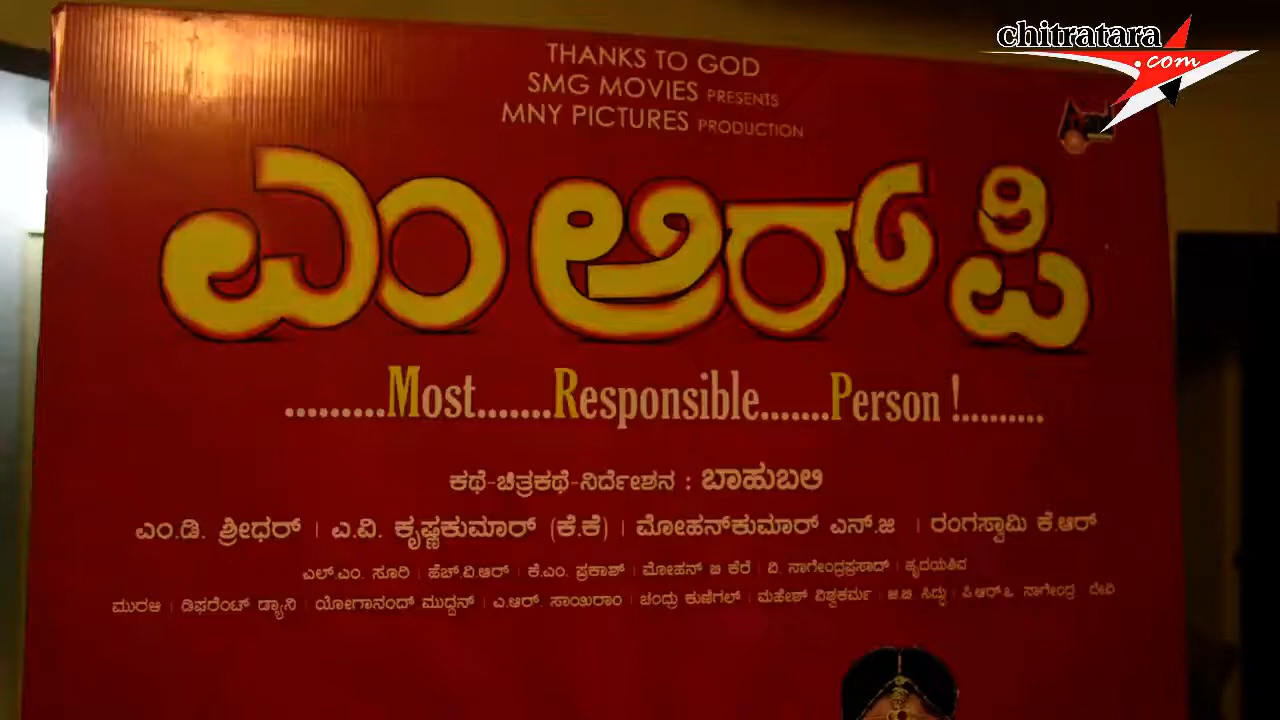 chitratara
.com
THANKS TO GOD
SMG MOVIES PRESENTS
MNY PICTURES PRODUCTION
ಎಂ ಆರ್ ಪಿ
.........Most.......Responsible.......Person !.........
ಕಥೆ-ಚಿತ್ರಕಥೆ-ನಿರ್ದೇಶನ : ಬಾಹುಬಲಿ
ಎಂ.ಡಿ. ಶ್ರೀಧರ್ | ಎ.ವಿ. ಕೃಷ್ಣಕುಮಾರ್ (ಕೆ.ಕೆ) | ಮೋಹನ್‌ಕುಮಾರ್ ಎನ್.ಜಿ | ರಂಗಸ್ವಾಮಿ ಕೆ.ಆರ್
ಎಲ್.ಎಂ. ಸೂರಿ | ಹೆಚ್.ವಿ.ಆರ್ | ಕೆ.ಎಂ. ಪ್ರಕಾಶ್ | ಮೋಹನ್ ಬಿ ಕೆರೆ | ವಿ. ನಾಗೇಂದ್ರಪ್ರಸಾದ್ | ಹೃದಯಶಿವ
ಮುರಳಿ | ಡಿಫರೆಂಟ್ ಡ್ಯಾನಿ | ಯೋಗಾನಂದ್ ಮುದ್ದಾನ್ | ಎ.ಆರ್. ಸಾಯಿರಾಂ | ಚಂದ್ರು ಕುಣಿಗಲ್ | ಮಹೇಶ್ ವಿಶ್ವಕರ್ಮ | ಜಿ.ಬಿ ಸಿದ್ದು | ಪಿ.ಆರ್.ಒ ನಾಗೇಂದ್ರ ದೇವಿ